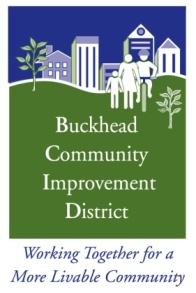 Buckhead
Community
Improvement
District
Working Together for a
More Livable Community